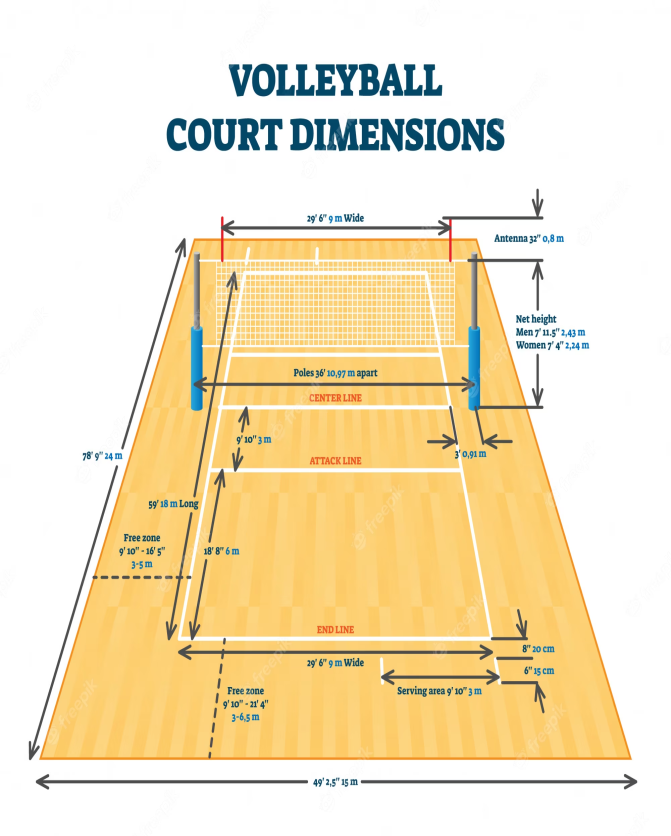 VOLLEYBALL
COURT DIMENSIONS
29' 6" 9 m Wide
Antenna 32" 0,8 m
Net height
Men 7' 11.5" 2,43 m
Women 7' 4" 2,24 m
Poles 36' 10,97 m apart
CENTER LINE
9' 10" 3 m
3' 0,91 m
78' 9" 24 m
ATTACK LINE
59' 18 m Long
Free zone
9' 10" - 16' 5"
3-5 m
18' 8" 6 m
END LINE
8" 20 cm
29' 6" 9 m Wide
6" 15 cm
Free zone
9' 10" - 21' 4"
3-6,5 m
Serving area 9' 10" 3 m
49' 2,5" 15 m
freepik